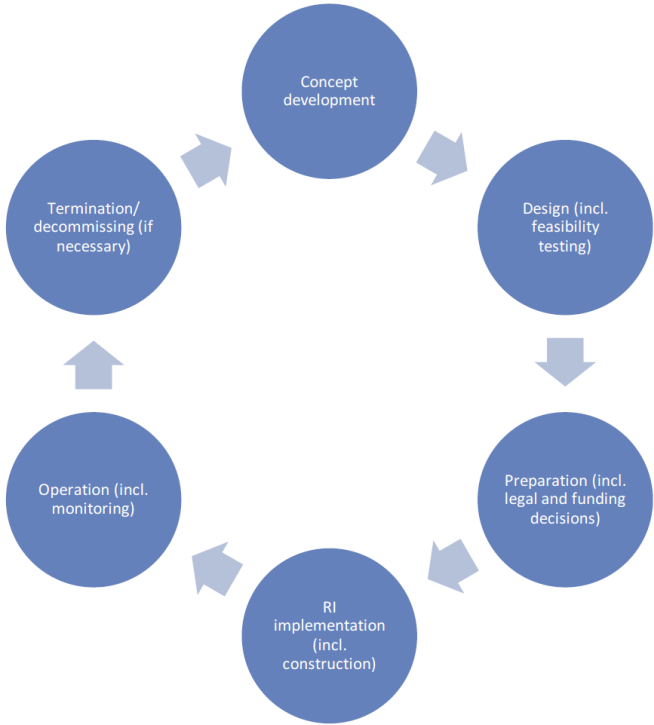 Concept
development
Design (incl.
feasibility
testing)
Preparation (incl.
legal and funding
decisions)
RI
implementation
(incl.
construction)
Operation (incl.
monitoring)
Termination/
decommissing (if
necessary)